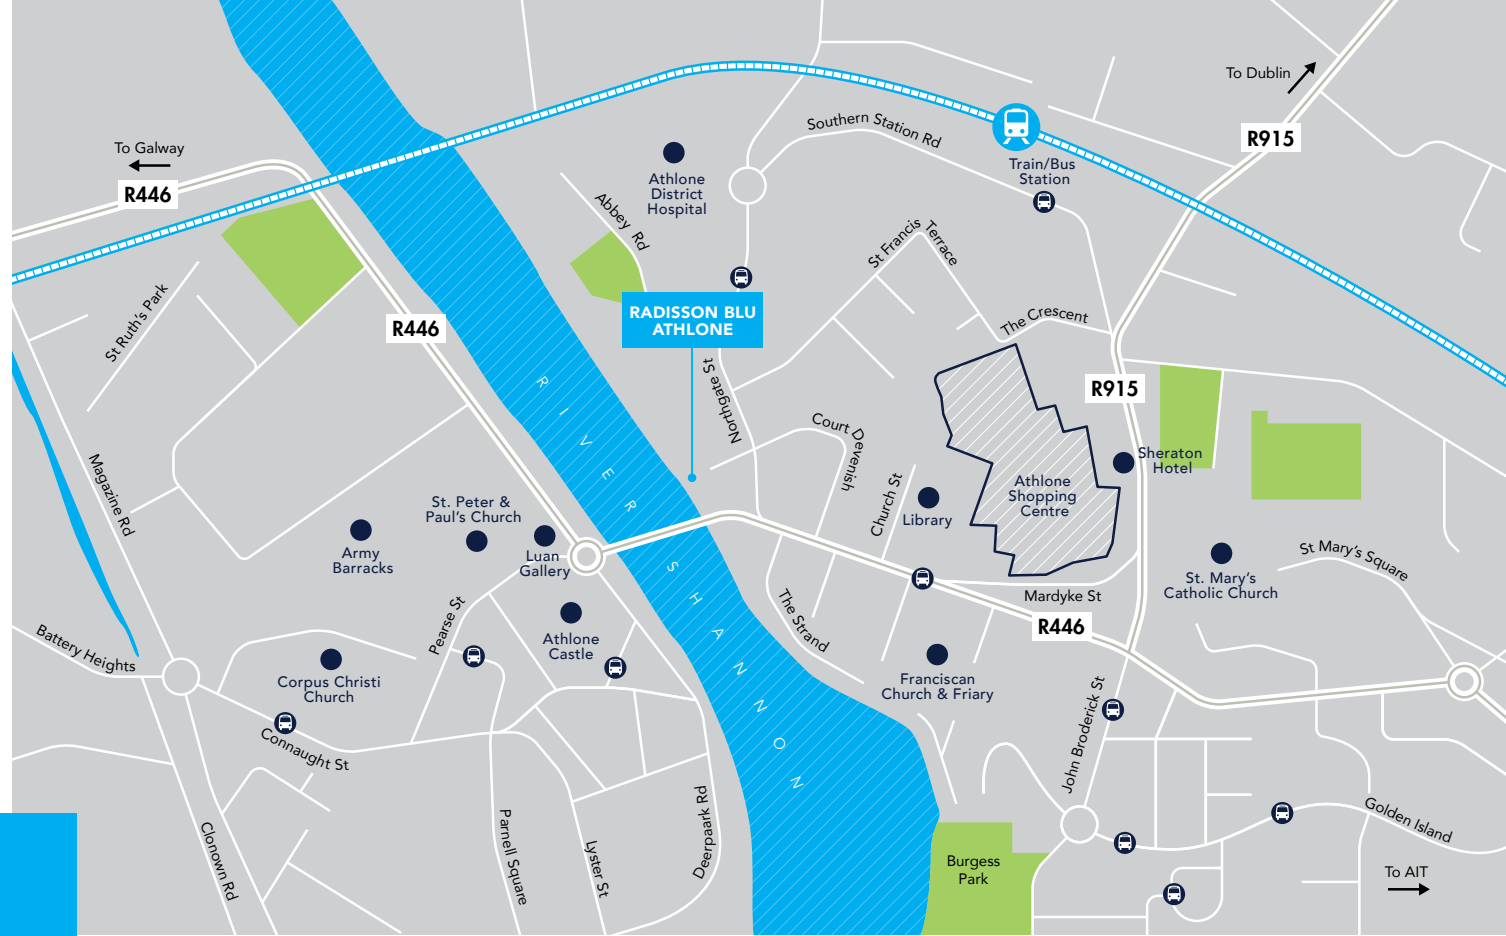 To Dublin
R915
Southern Station Rd
To Galway
R446
Train/Bus
Station
Athlone
District
Hospital
Abbey Rd
St Francis
Terrace
St Ruth's Park
RADISSON BLU
ATHLONE
The Crescent
R446
Northgate St
R915
RIVER SHANNON
Court Devenish
Sheraton
Hotel
Magazine Rd
Athlone
Shopping
Centre
Church St
Library
St. Peter &
Paul's Church
Army
Barracks
Luan
Gallery
St Mary's Square
St. Mary's
Catholic Church
Mardyke St
R446
The Strand
Pearse St
Athlone
Castle
Battery Heights
Corpus Christi
Church
Franciscan
Church & Friary
John Broderick St
Connaught St
Deerpaark Rd
Golden Island
Clonown Rd
Parnell Square
Lyster St
Burgess
Park
To AIT